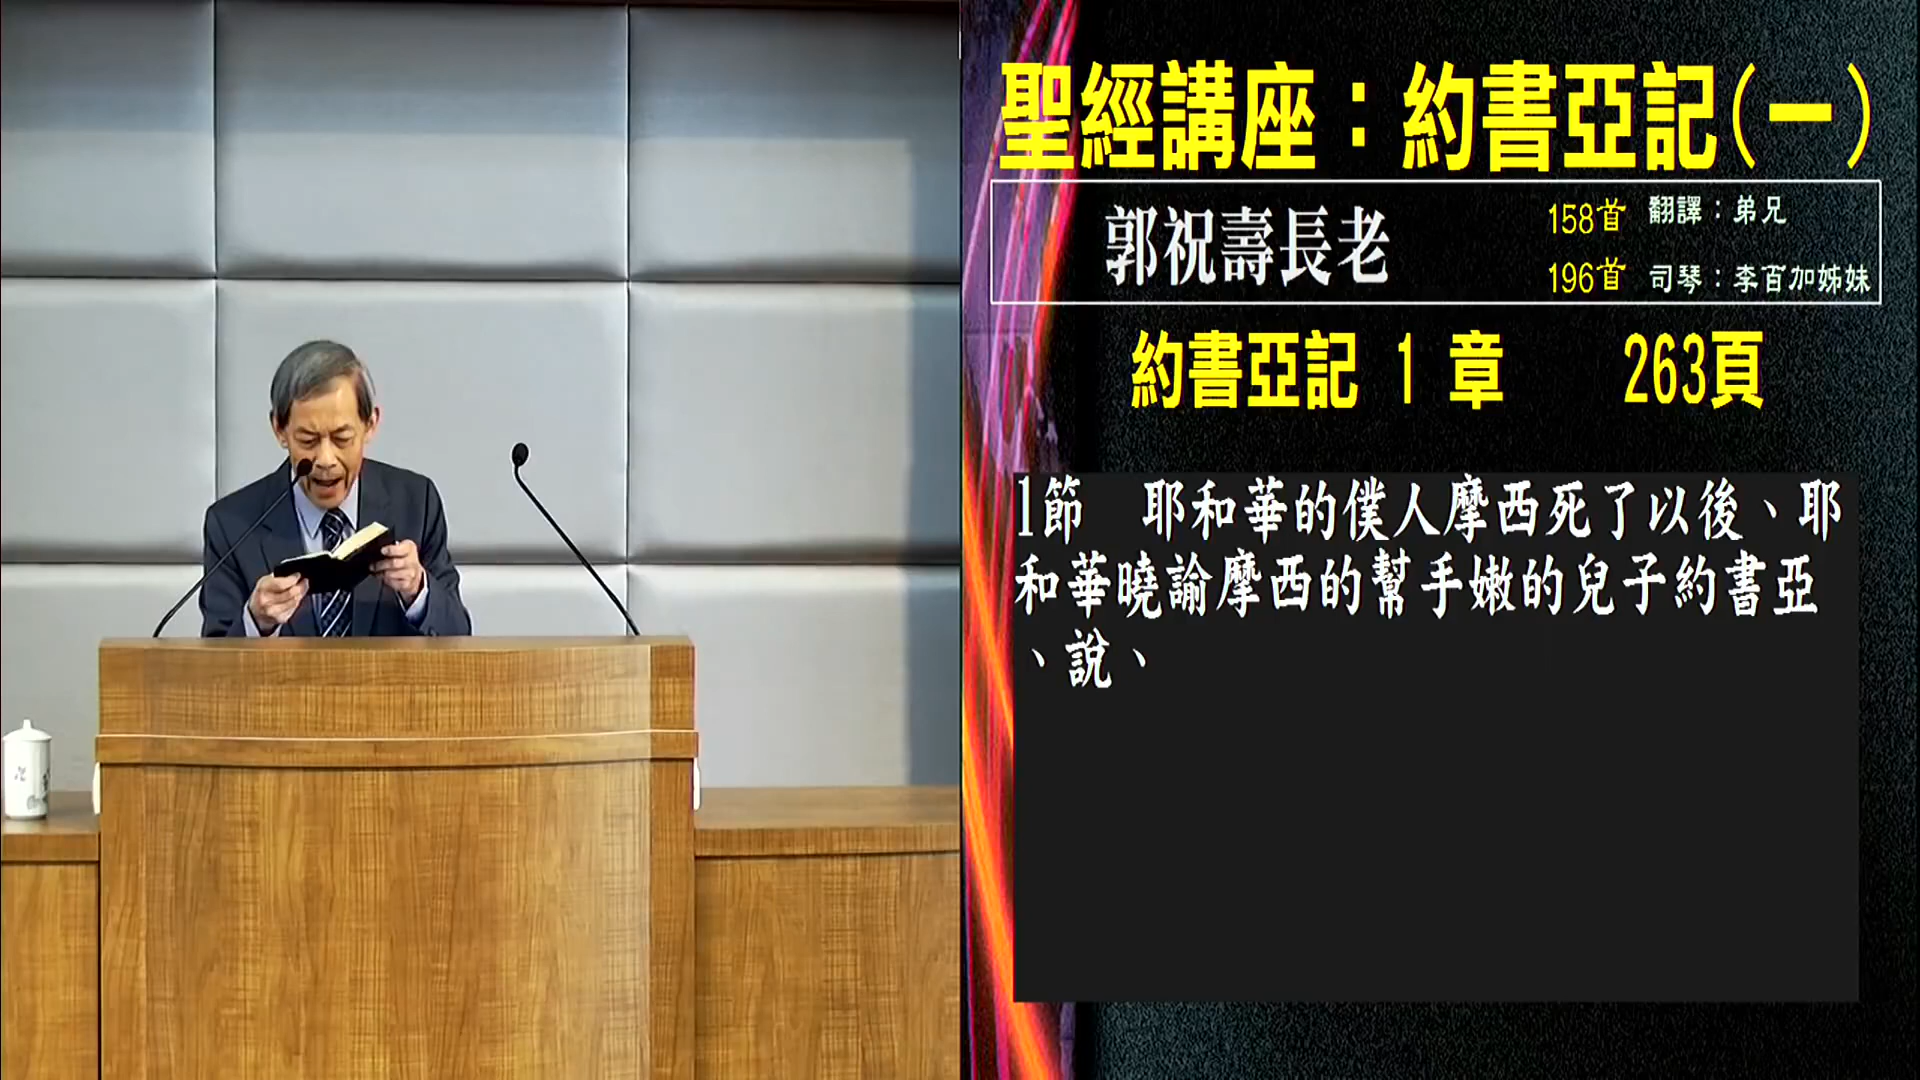 聖經講座：約書亞記(一)
郭祝壽長老
158首 翻譯：弟兄
196首 司琴：李百加姊妹
約書亞記 1 章 263頁
1節 耶和華的僕人摩西死了以後、耶
和華曉諭摩西的幫手嫩的兒子約書亞
、說、